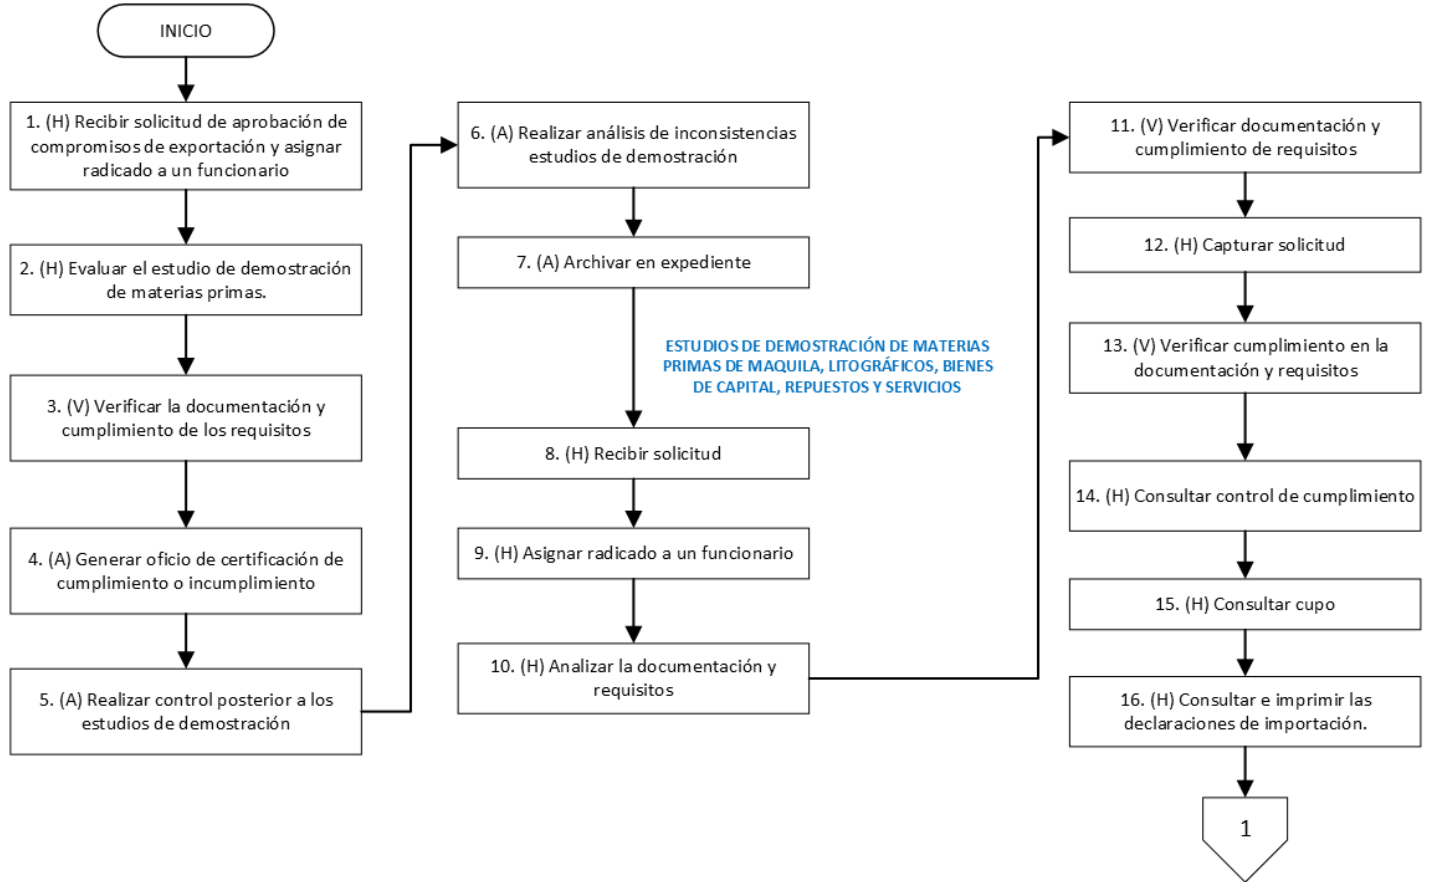 INICIO
1. (H) Recibir solicitud de aprobación de
compromisos de exportación y asignar
radicado a un funcionario
2. (H) Evaluar el estudio de demostración
de materias primas.
3. (V) Verificar la documentación y
cumplimiento de los requisitos
4. (A) Generar oficio de certificación de
cumplimiento o incumplimiento
5. (A) Realizar control posterior a los
estudios de demostración
6. (A) Realizar análisis de inconsistencias
estudios de demostración
7. (A) Archivar en expediente
ESTUDIOS DE DEMOSTRACIÓN DE MATERIAS
PRIMAS DE MAQUILA, LITOGRÁFICOS, BIENES
DE CAPITAL, REPUESTOS Y SERVICIOS
8. (H) Recibir solicitud
9. (H) Asignar radicado a un funcionario
10. (H) Analizar la documentación y
requisitos
11. (V) Verificar documentación y
cumplimiento de requisitos
12. (H) Capturar solicitud
13. (V) Verificar cumplimiento en la
documentación y requisitos
14. (H) Consultar control de cumplimiento
15. (H) Consultar cupo
16. (H) Consultar e imprimir las
declaraciones de importación.
1